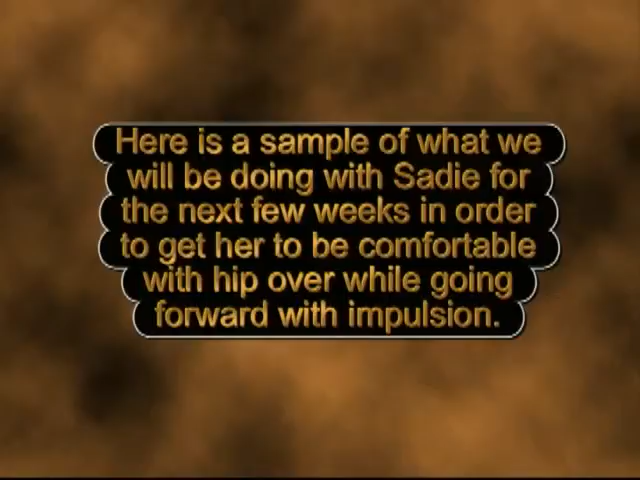 Here is a sample of what we
will be doing with Sadie for
the next few weeks in order
to get her to be comfortable
with hip over while going
forward with impulsion.